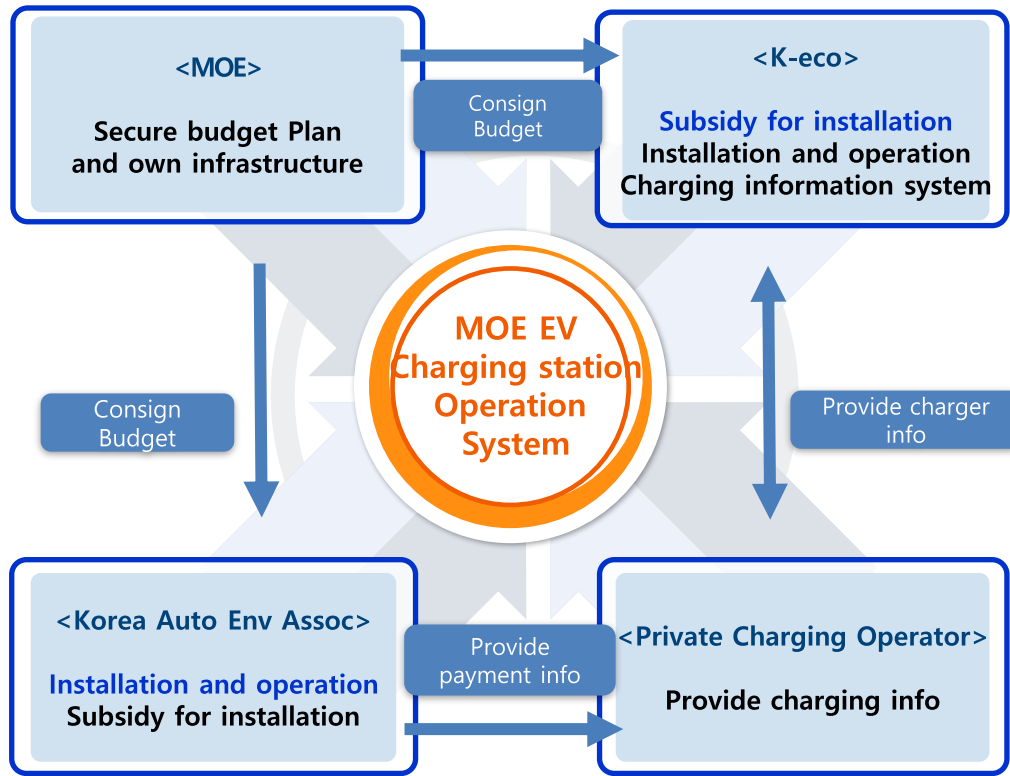 <MOE>
Secure budget Plan
and own infrastructure
Consign
Budget
<K-eco>
Subsidy for installation
Installation and operation
Charging information system
MOE EV
Charging station
Operation
System
Consign
Budget
Provide charger
info
<Korea Auto Env Assoc>
Installation and operation
Subsidy for installation
Provide
payment info
<Private Charging Operator>
Provide charging info